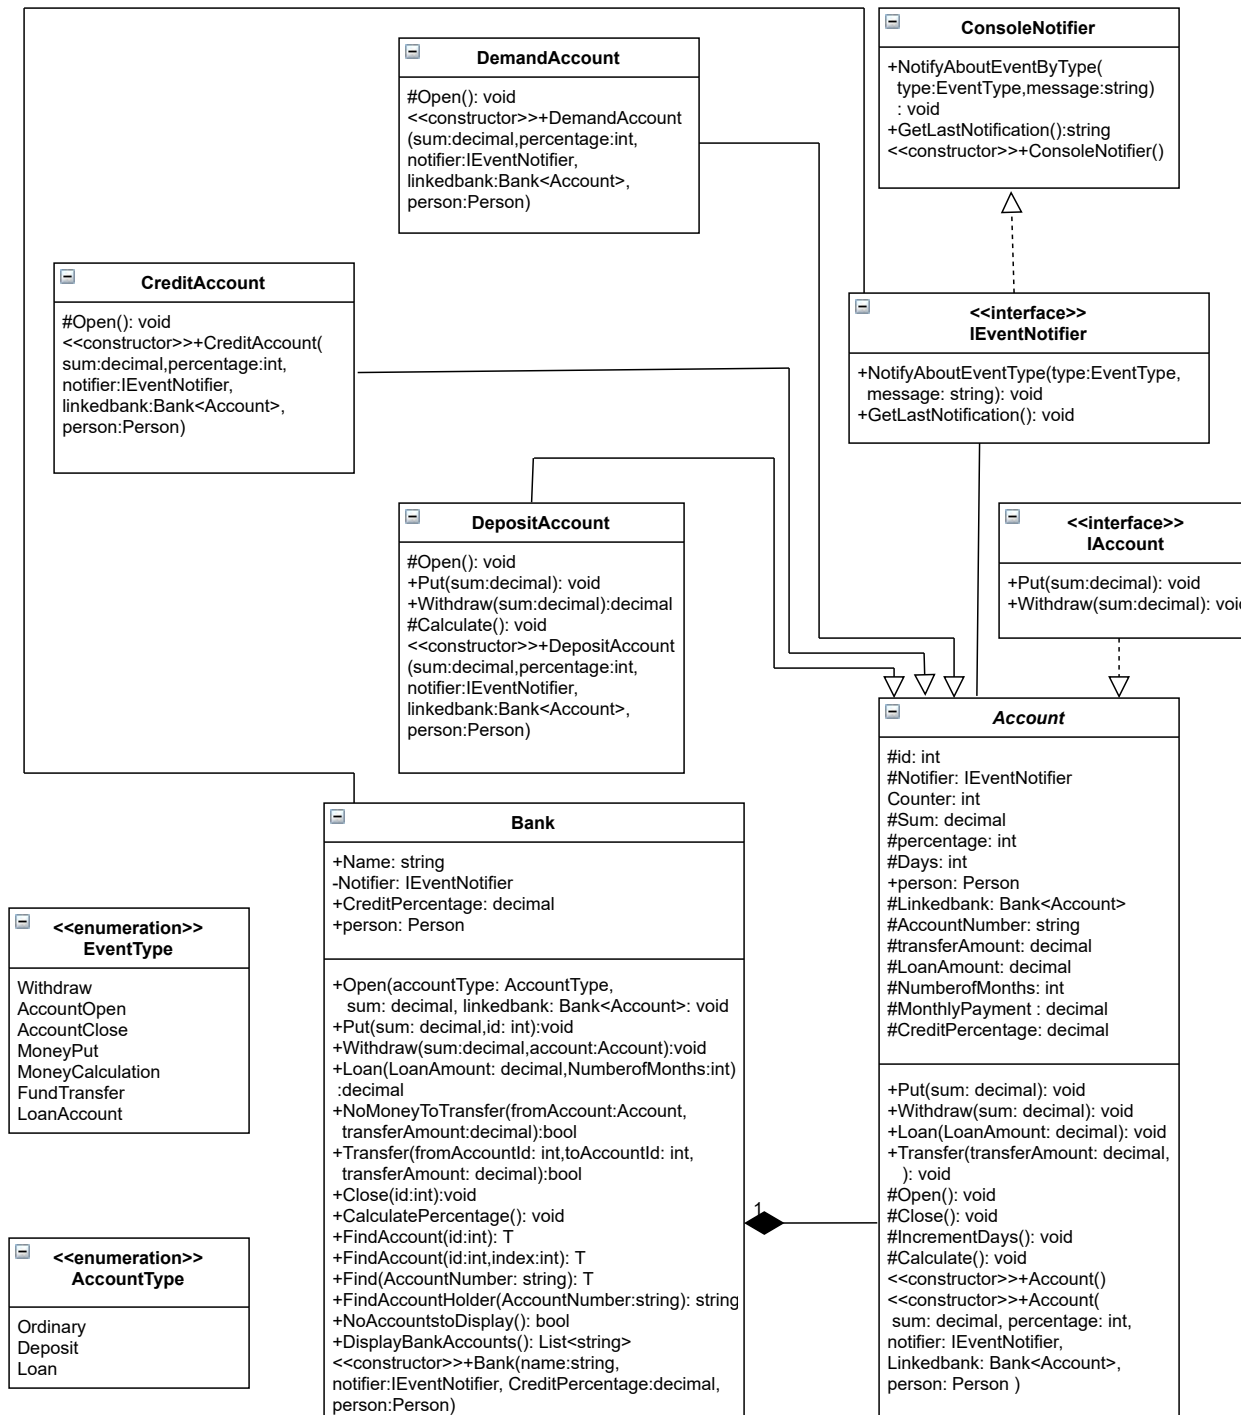 ConsoleNotifier
+NotifyAboutEventByType(
type:EventType,message:string)
: void
+GetLastNotification():string
<<constructor>>+ConsoleNotifier()
DemandAccount
#Open(): void
<<constructor>>+DemandAccount
(sum:decimal,percentage:int,
notifier:IEventNotifier,
linkedbank:Bank<Account>,
person:Person)
CreditAccount
#Open(): void
<<constructor>>+CreditAccount(
sum:decimal,percentage:int,
notifier:IEventNotifier,
linkedbank:Bank<Account>,
person:Person)
<<interface>>
IEventNotifier
+NotifyAboutEventType(type:EventType,
message: string): void
+GetLastNotification(): void
DepositAccount
#Open(): void
+Put(sum:decimal): void
+Withdraw(sum:decimal):decimal
#Calculate(): void
<<constructor>>+DepositAccount
(sum:decimal,percentage:int,
notifier:IEventNotifier,
linkedbank:Bank<Account>,
person:Person)
<<interface>>
IAccount
+Put(sum:decimal): void
+Withdraw(sum:decimal): void
Account
#id: int
#Notifier: IEventNotifier
Counter: int
#Sum: decimal
#percentage: int
#Days: int
+person: Person
#Linkedbank: Bank<Account>
#AccountNumber: string
#transferAmount: decimal
#LoanAmount: decimal
#NumberofMonths: int
#MonthlyPayment : decimal
#CreditPercentage: decimal
+Put(sum: decimal): void
+Withdraw(sum: decimal): void
+Loan(LoanAmount: decimal): void
+Transfer(transferAmount: decimal,
): void
#Open(): void
#Close(): void
#IncrementDays(): void
#Calculate(): void
<<constructor>>+Account()
<<constructor>>+Account(
sum: decimal, percentage: int,
notifier: IEventNotifier,
Linkedbank: Bank<Account>,
person: Person )
Bank
+Name: string
-Notifier: IEventNotifier
+CreditPercentage: decimal
+person: Person
+Open(accountType: AccountType,
sum: decimal, linkedbank: Bank<Account>: void
+Put(sum: decimal,id: int):void
+Withdraw(sum:decimal,account:Account):void
+Loan(LoanAmount: decimal,NumberofMonths:int)
:decimal
+NoMoneyToTransfer(fromAccount:Account,
transferAmount:decimal):bool
+Transfer(fromAccountId: int,toAccountId: int,
transferAmount: decimal):bool
+Close(id:int):void
+CalculatePercentage(): void
+FindAccount(id:int): T
+FindAccount(id:int,index:int): T
+Find(AccountNumber: string): T
+FindAccountHolder(AccountNumber:string): string
+NoAccountstoDisplay(): bool
+DisplayBankAccounts(): List<string>
<<constructor>>+Bank(name:string,
notifier:IEventNotifier, CreditPercentage:decimal,
person:Person)
1
<<enumeration>>
EventType
Withdraw
AccountOpen
AccountClose
MoneyPut
MoneyCalculation
FundTransfer
LoanAccount
<<enumeration>>
AccountType
Ordinary
Deposit
Loan